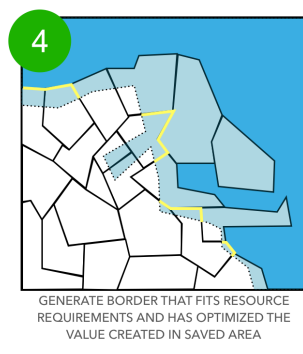 4
GENERATE BORDER THAT FITS RESOURCE
REQUIREMENTS AND HAS OPTIMIZED THE
VALUE CREATED IN SAVED AREA